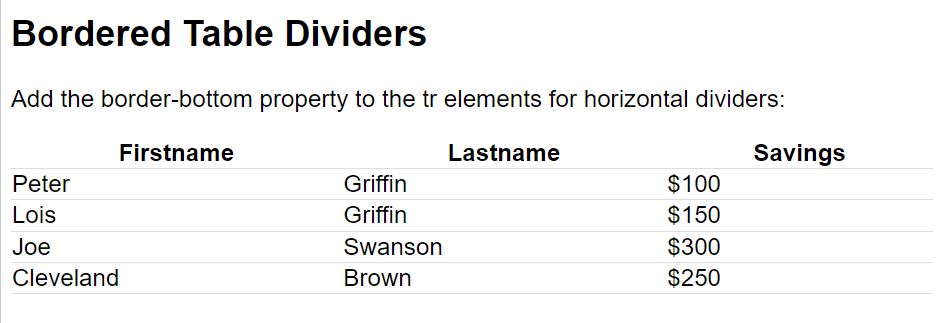 Bordered Table Dividers
Add the border-bottom property to the tr elements for horizontal dividers:
Firstname Lastname Savings
Peter Griffin $100
Lois Griffin $150
Joe Swanson $300
Cleveland Brown $250